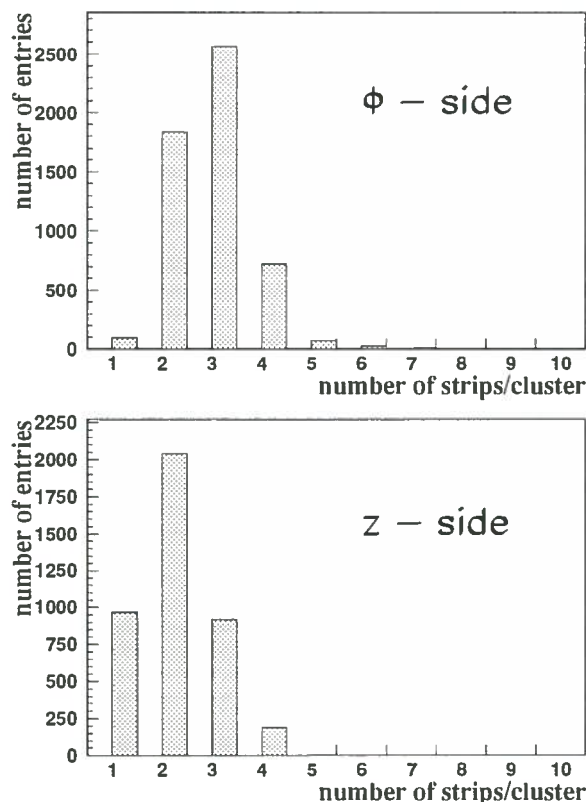 number of entries
2500
2000
1500
1000
500
0
ϕ – side
1 2 3 4 5 6 7 8 9 10
number of strips/cluster
number of entries
2250
2000
1750
1500
1250
1000
750
500
250
0
z – side
1 2 3 4 5 6 7 8 9 10
number of strips/cluster